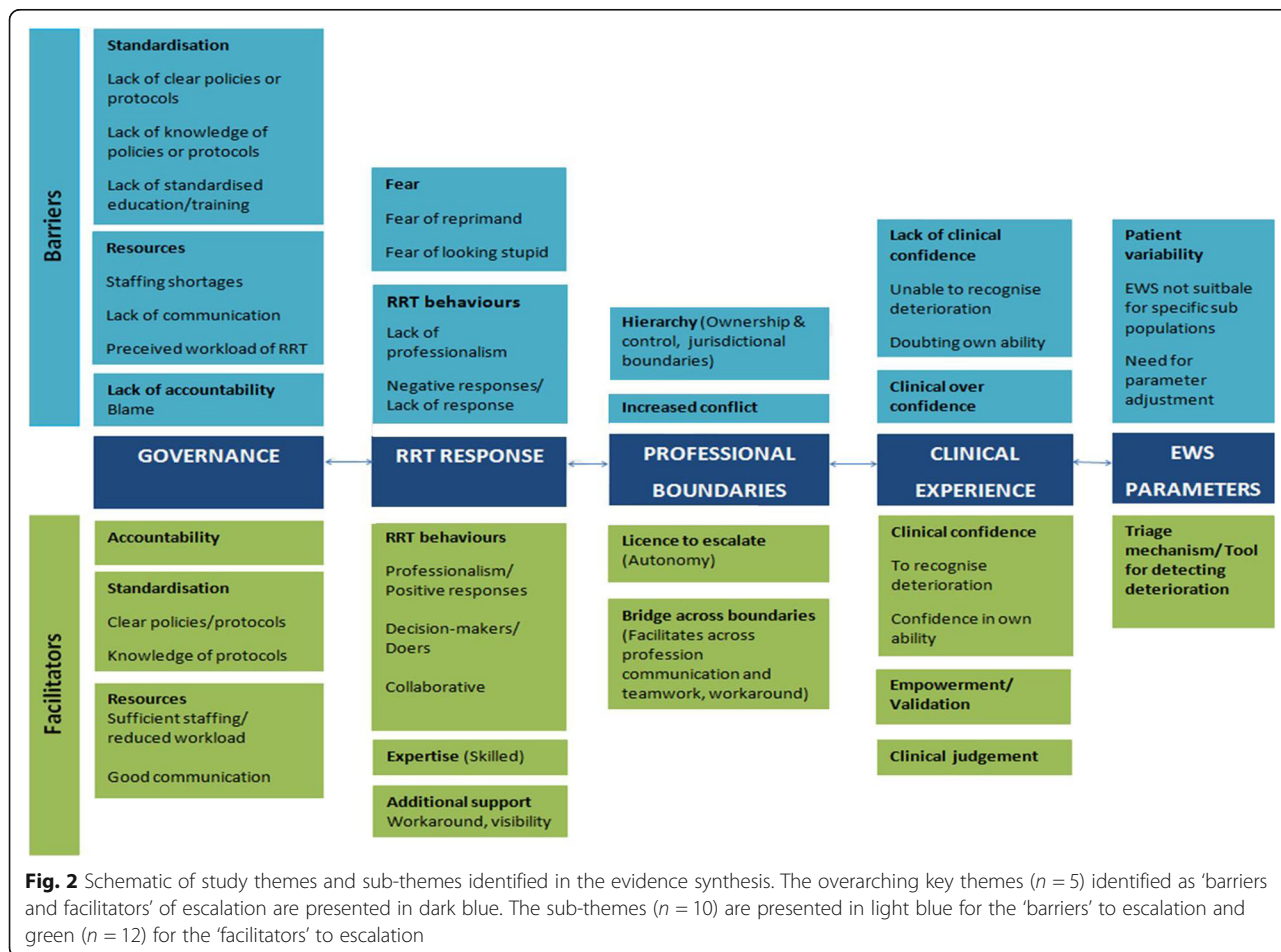 Barriers
Standardisation
Lack of clear policies or
protocols
Lack of knowledge of
policies or protocols
Lack of standardised
education/training
Resources
Staffing shortages
Lack of communication
Preceived workload of RRT
Lack of accountability
Blame
Fear
Fear of reprimand
Fear of looking stupid
RRT behaviours
Lack of
professionalism
Negative responses/
Lack of response
Hierarchy (Ownership &
control, jurisdictional
boundaries)
Increased conflict
Lack of clinical
confidence
Unable to recognise
deterioration
Doubting own ability
Clinical over
confidence
Patient
variability
EWS not suitbale
for specific sub
populations
Need for
parameter
adjustment
GOVERNANCE
RRT RESPONSE
PROFESSIONAL
BOUNDARIES
CLINICAL
EXPERIENCE
EWS
PARAMETERS
Facilitators
Accountability
Standardisation
Clear policies/protocols
Knowledge of protocols
Resources
Sufficient staffing/
reduced workload
Good communication
RRT behaviours
Professionalism/
Positive responses
Decision-makers/
Doers
Collaborative
Expertise (Skilled)
Additional support
Workaround, visibility
Licence to escalate
(Autonomy)
Bridge across boundaries
(Facilitates across
profession
communication and
teamwork, workaround)
Clinical confidence
To recognise
deterioration
Confidence in own
ability
Empowerment/
Validation
Clinical judgement
Triage
mechanism/ Tool
for detecting
deterioration
Fig. 2 Schematic of study themes and sub-themes identified in the evidence synthesis. The overarching key themes (n = 5) identified as ‘barriers
and facilitators’ of escalation are presented in dark blue. The sub-themes (n = 10) are presented in light blue for the ‘barriers’ to escalation and
green (n = 12) for the ‘facilitators’ to escalation